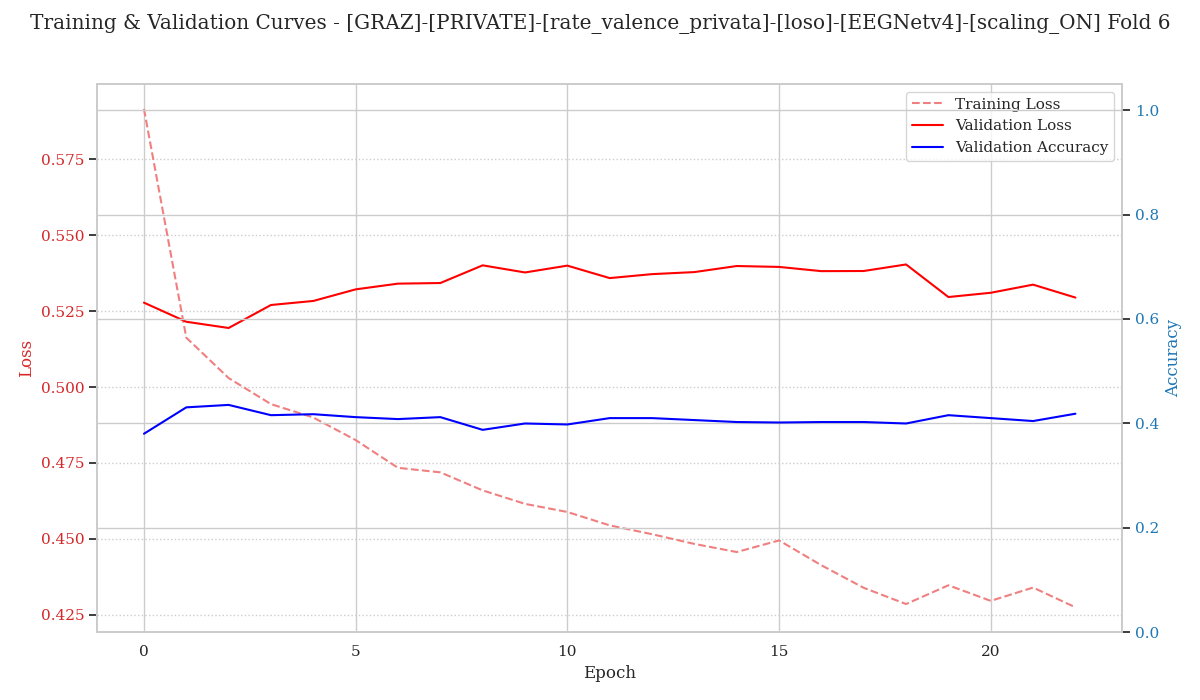 Training & Validation Curves - [GRAZ]-[PRIVATE]-[rate_valence_privata]-[loso]-[EEGNetv4]-[scaling_ON] Fold 6
Training Loss
Validation Loss
Validation Accuracy
0.575
0.550
0.525
0.500
0.475
0.450
0.425
Loss
1.0
0.8
0.6
0.4
0.2
0.0
Accuracy
0
5
10
15
20
Epoch